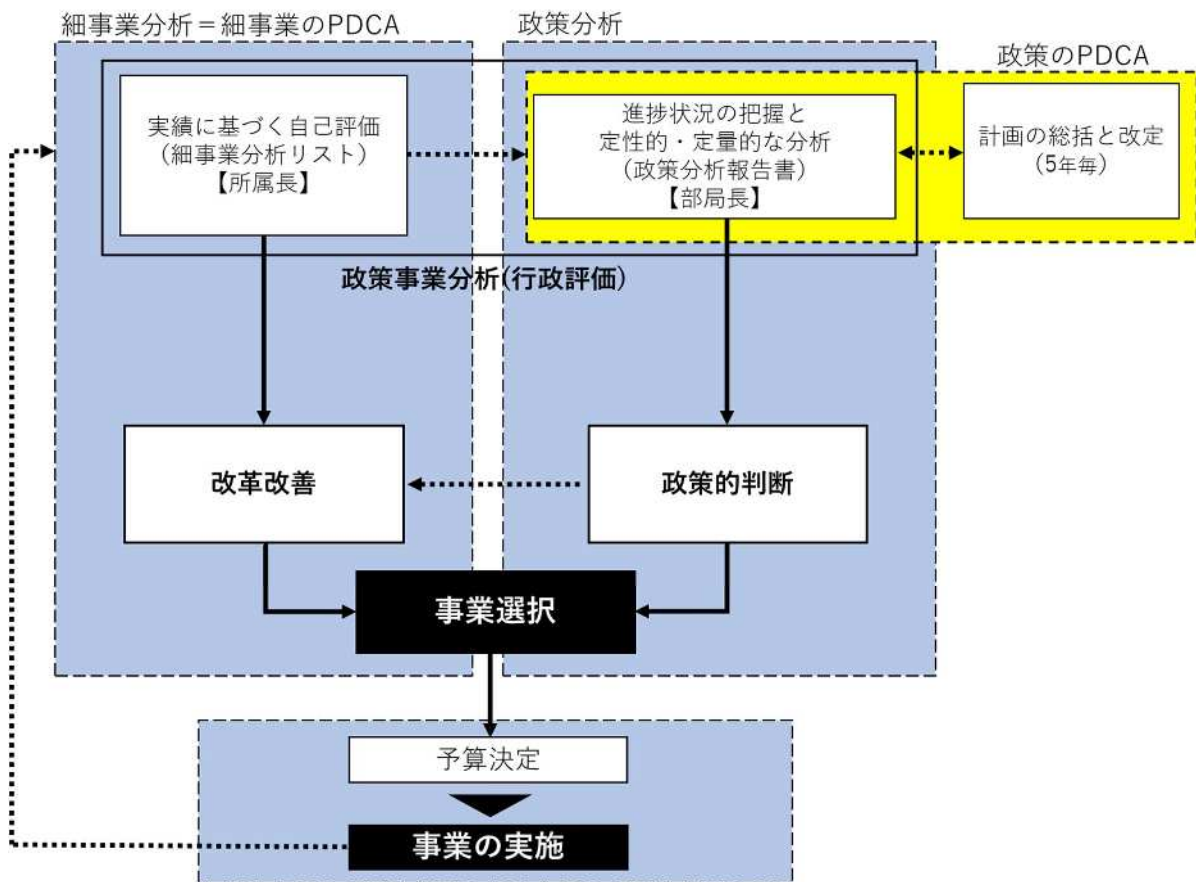 細事業分析＝細事業のPDCA
政策分析
政策のPDCA
実績に基づく自己評価
（細事業分析リスト）
【所属長】
進捗状況の把握と
定性的・定量的な分析
(政策分析報告書)
【部局長】
計画の総括と改定
(5年毎)
政策事業分析(行政評価)
改革改善
政策的判断
事業選択
予算決定
事業の実施